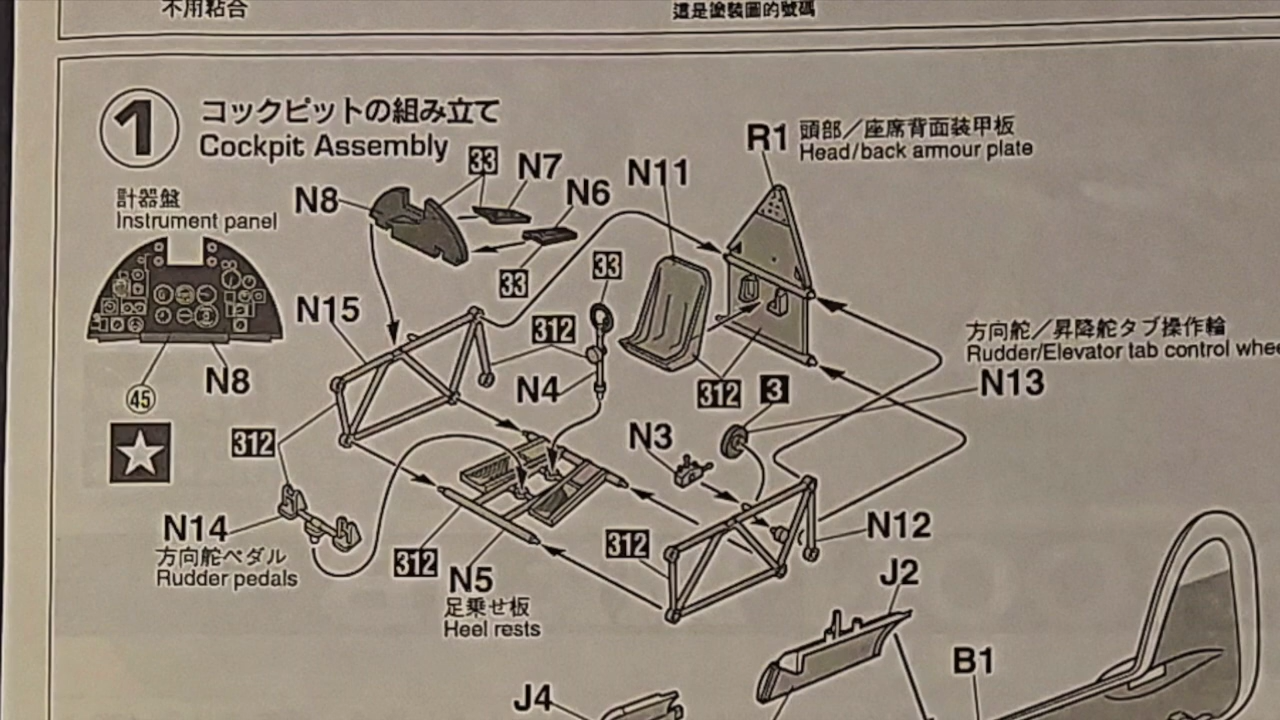 不用粘合
這是塗裝圖的號碼
1
コックピットの組み立て
Cockpit Assembly
計器盤
Instrument panel
N8
45
N8
33
N7
N6
33
N11
R1
頭部／座席背面装甲板
Head/back armour plate
N15
312
33
N4
312
3
方向舵／昇降舵タブ操作輪
Rudder/Elevator tab control whee
N13
N3
312
N14
方向舵ペダル
Rudder pedals
312
N5
足乗せ板
Heel rests
312
N12
J2
B1
J4